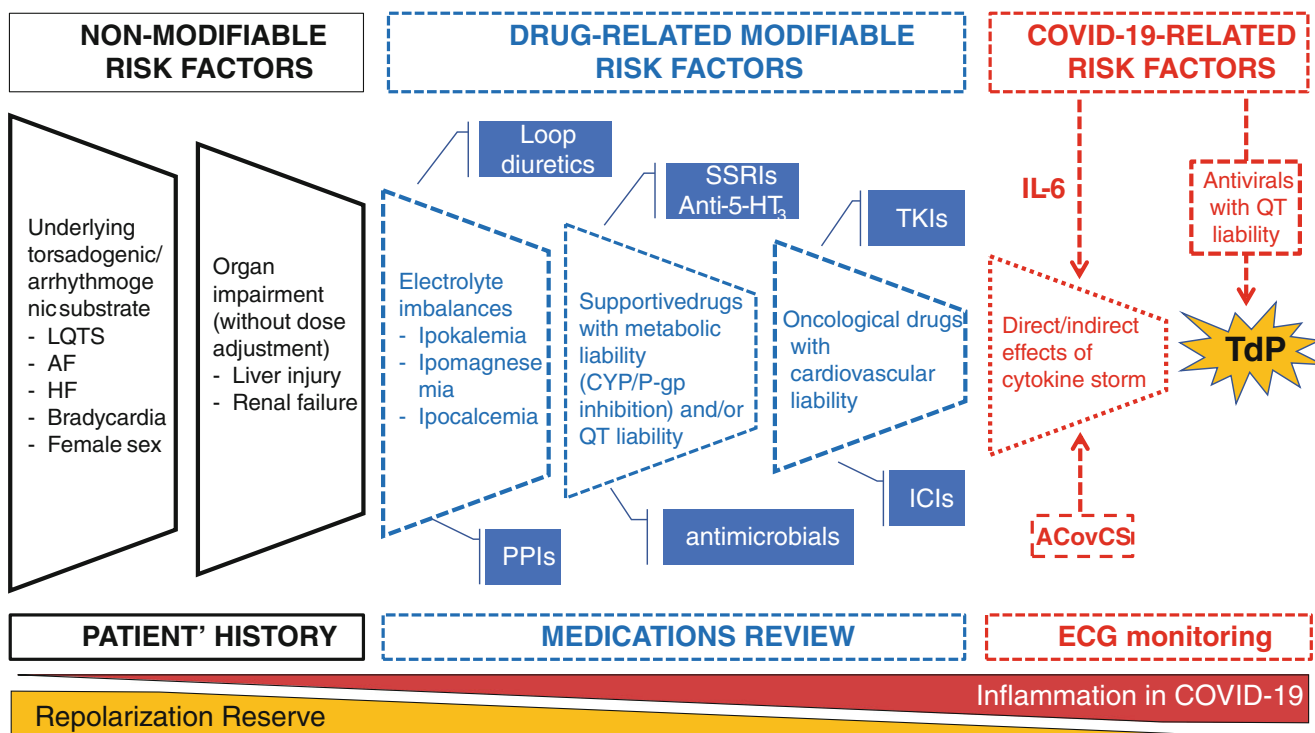 NON-MODIFIABLE
RISK FACTORS
DRUG-RELATED MODIFIABLE
RISK FACTORS
COVID-19-RELATED
RISK FACTORS
Underlying
torsadogenic/
arrhythmoge
nic substrate
- LQTS
- AF
- HF
- Bradycardia
- Female sex
Organ
impairment
(without dose
adjustment)
- Liver injury
- Renal failure
Loop
diuretics
Electrolyte
imbalances
- Ipokalemia
- Ipomagnese
mia
- Ipocalcemia
PPIs
SSRIs
Anti-5-HT3
Supportivedrugs
with metabolic
liability
(CYP/P-gp
inhibition) and/or
QT liability
antimicrobials
TKIs
Oncological drugs
with
cardiovascular
liability
ICIs
IL-6
Direct/indirect
effects of
cytokine storm
ACovCS
Antivirals
with QT
liability
TdP
PATIENT' HISTORY
MEDICATIONS REVIEW
ECG monitoring
Inflammation in COVID-19
Repolarization Reserve